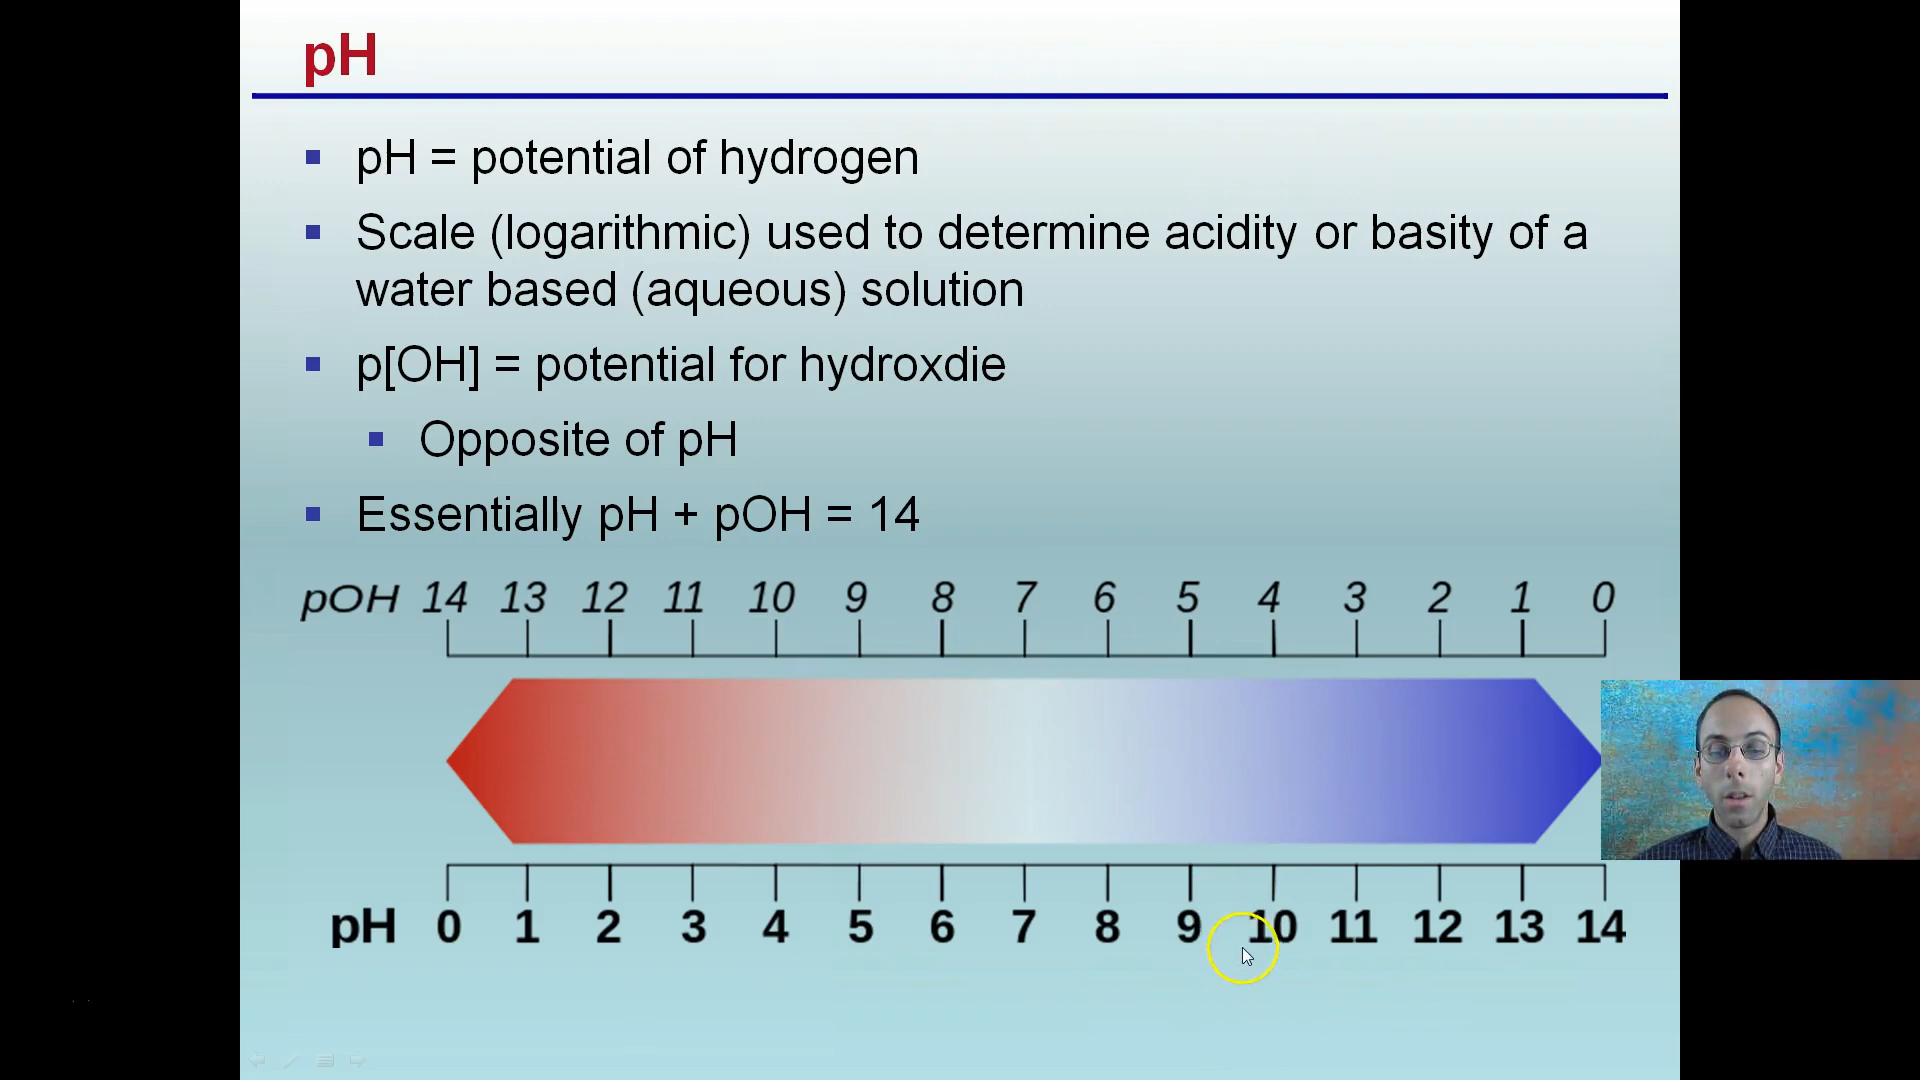 pH
pH = potential of hydrogen
Scale (logarithmic) used to determine acidity or basity of a
water based (aqueous) solution
p[OH] = potential for hydroxdie
Opposite of pH
Essentially pH + pOH = 14
pOH 14 13 12 11 10 9 8 7 6 5 4 3 2 1 0
pH 0 1 2 3 4 5 6 7 8 9 10 11 12 13 14